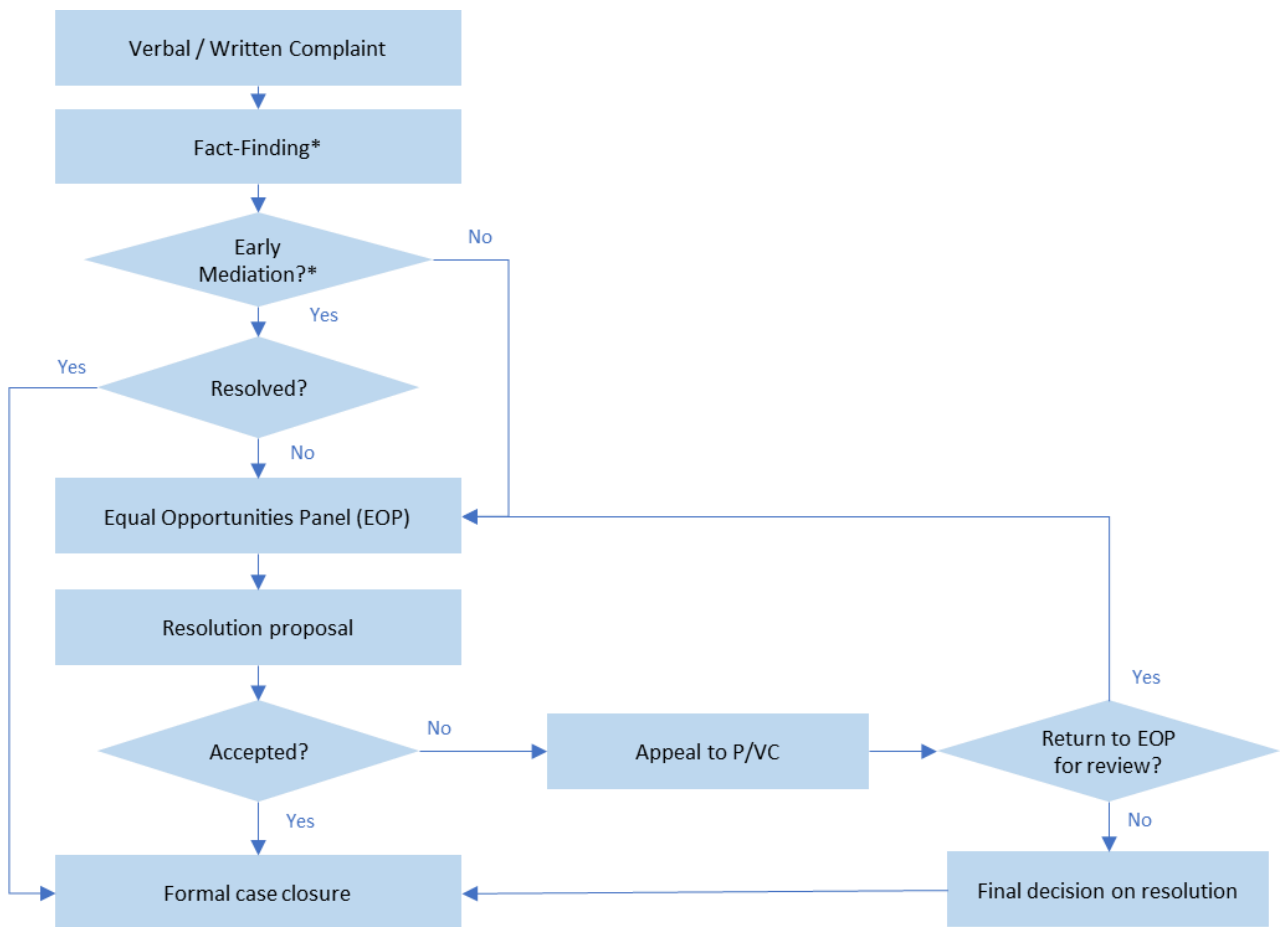 Verbal / Written Complaint
Fact-Finding*
Early
Mediation?*
No
Yes
Yes
Resolved?
No
Equal Opportunities Panel (EOP)
Resolution proposal
Yes
No
Accepted?
Appeal to P/VC
Return to EOP
for review?
Yes
No
Formal case closure
Final decision on resolution